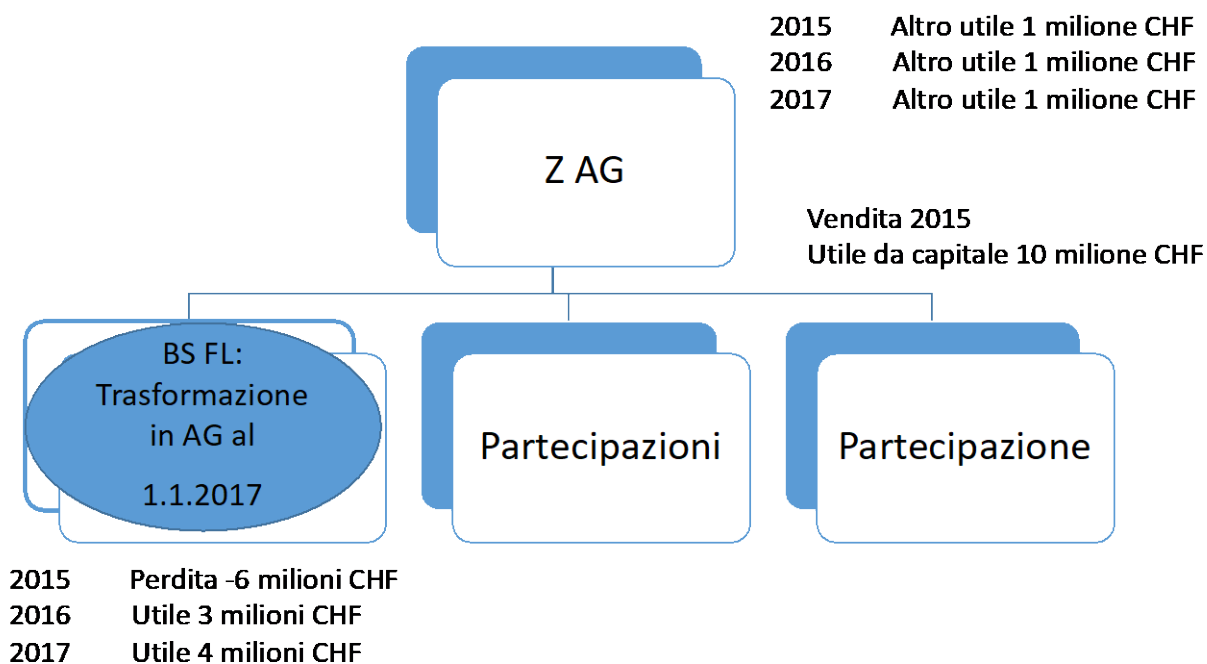 2015 Altro utile 1 milione CHF
2016 Altro utile 1 milione CHF
2017 Altro utile 1 milione CHF
Z AG
Vendita 2015
Utile da capitale 10 milione CHF
BS FL:
Trasformazione
in AG al
1.1.2017
Partecipazioni
Partecipazione
2015 Perdita -6 milioni CHF
2016 Utile 3 milioni CHF
2017 Utile 4 milioni CHF